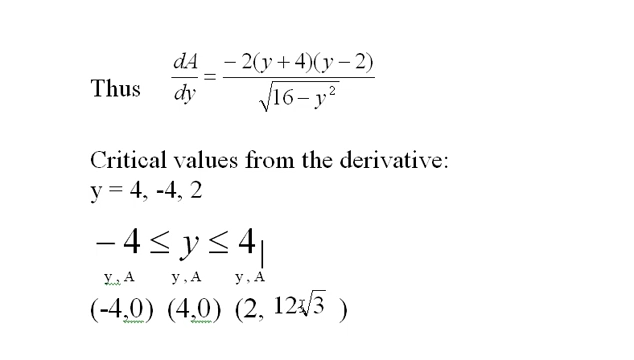 Thus dA/dy = − 2(y + 4)(y − 2)/√(16 − y²)
Critical values from the derivative:
y = 4, -4, 2
− 4 ≤ y ≤ 4
y, A y, A y, A
(-4,0) (4,0) (2, 12√3 )